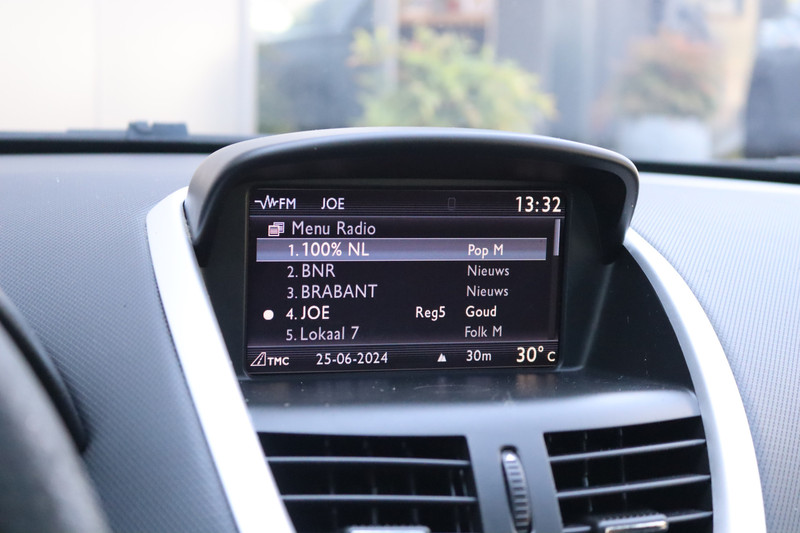 FM JOE 13:32
Menu Radio
1. 100% NL Pop M
2. BNR Nieuws
3. BRABANT Nieuws
4. JOE Reg5 Goud
5. Lokaal 7 Folk M
TMC 25-06-2024 30m 30°C